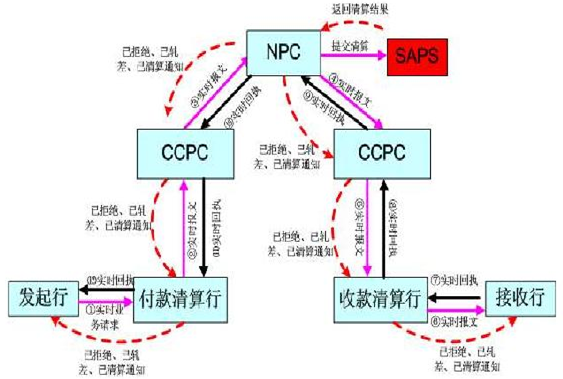 返回清算结果
已拒绝、已轧
差、已清算通知
NPC
提交清算
SAPS
③实时报文
⑩实时回执
④实时报文
⑨实时回执
已拒绝、已轧
差、已清算通知
CCPC
CCPC
已拒绝、已轧
差、已清算通知
②实时报文
⑪实时回执
已拒绝、已轧
差、已清算通知
⑤实时报文
⑧实时回执
发起行
⑫实时回执
①实时业
务请求
付款清算行
收款清算行
⑦实时回执
⑥实时报文
接收行
已拒绝、已轧
差、已清算通知
已拒绝、已轧
差、已清算通知